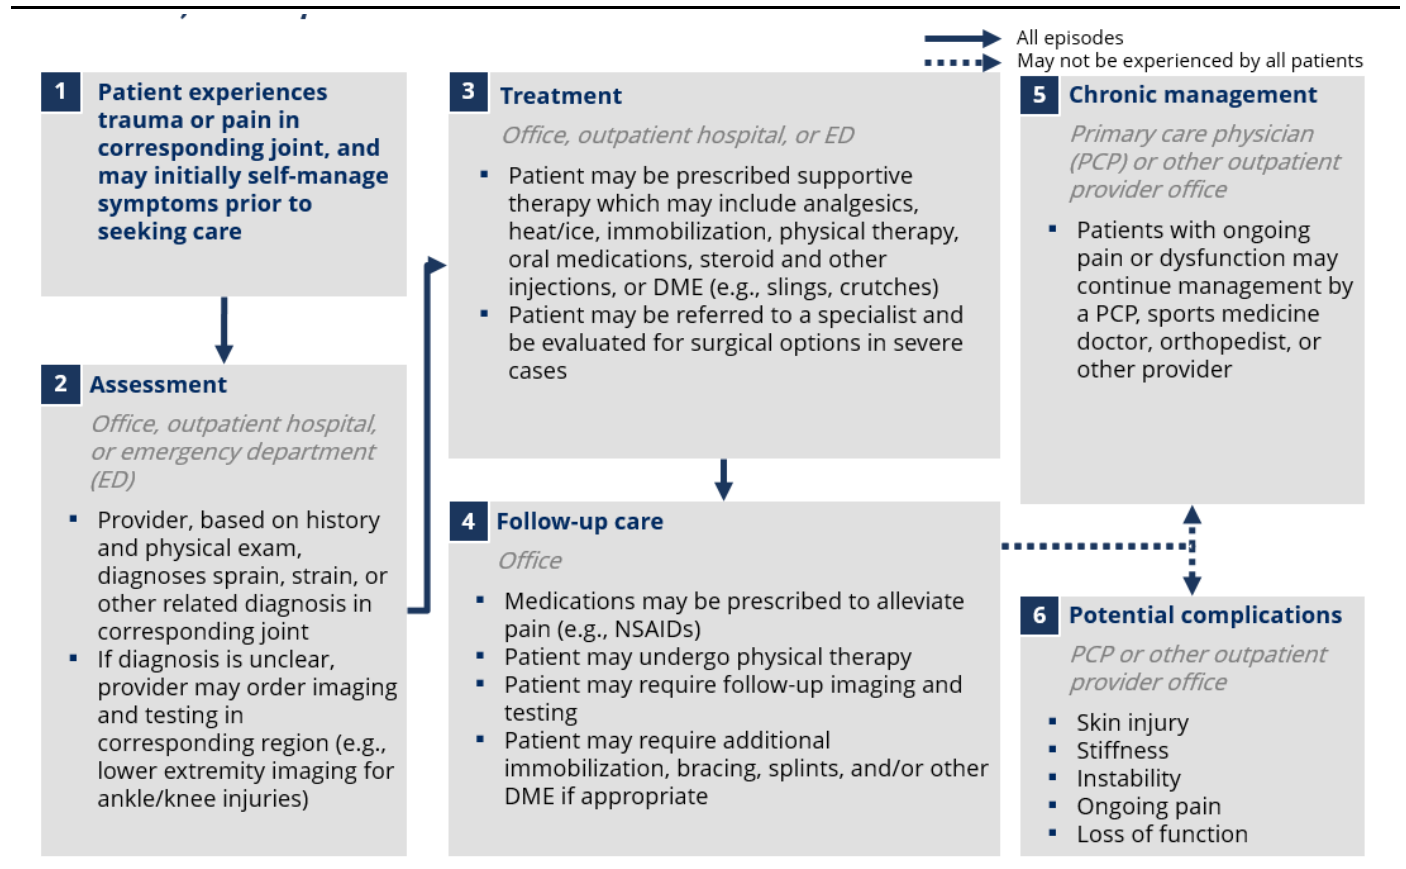 All episodes
May not be experienced by all patients
1
Patient experiences
trauma or pain in
corresponding joint, and
may initially self-manage
symptoms prior to
seeking care
2
Assessment
Office, outpatient hospital,
or emergency department
(ED)
▪ Provider, based on history
and physical exam,
diagnoses sprain, strain, or
other related diagnosis in
corresponding joint
▪ If diagnosis is unclear,
provider may order imaging
and testing in
corresponding region (e.g.,
lower extremity imaging for
ankle/knee injuries)
3
Treatment
Office, outpatient hospital, or ED
▪ Patient may be prescribed supportive
therapy which may include analgesics,
heat/ice, immobilization, physical therapy,
oral medications, steroid and other
injections, or DME (e.g., slings, crutches)
▪ Patient may be referred to a specialist and
be evaluated for surgical options in severe
cases
4
Follow-up care
Office
▪ Medications may be prescribed to alleviate
pain (e.g., NSAIDs)
▪ Patient may undergo physical therapy
▪ Patient may require follow-up imaging and
testing
▪ Patient may require additional
immobilization, bracing, splints, and/or other
DME if appropriate
5
Chronic management
Primary care physician
(PCP) or other outpatient
provider office
▪ Patients with ongoing
pain or dysfunction may
continue management by
a PCP, sports medicine
doctor, orthopedist, or
other provider
6
Potential complications
PCP or other outpatient
provider office
▪ Skin injury
▪ Stiffness
▪ Instability
▪ Ongoing pain
▪ Loss of function